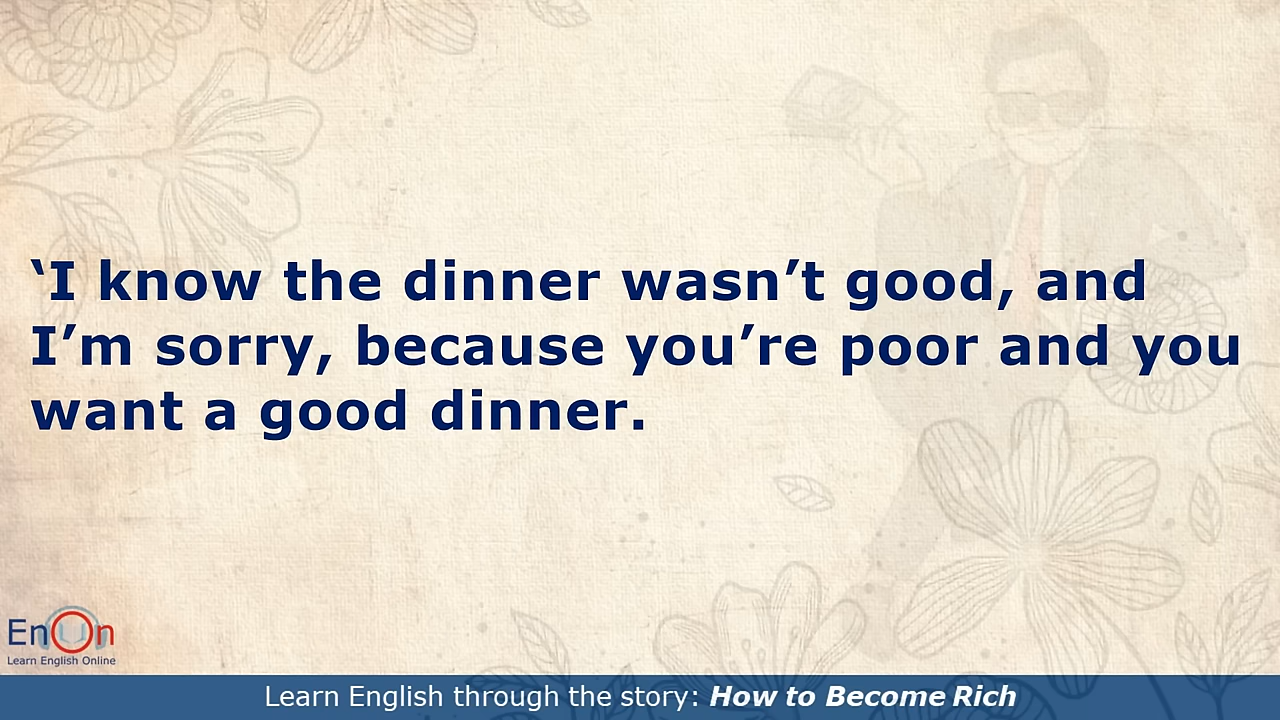 ‘I know the dinner wasn’t good, and
I’m sorry, because you’re poor and you
want a good dinner.
EnOn
Learn English Online
Learn English through the story: How to Become Rich